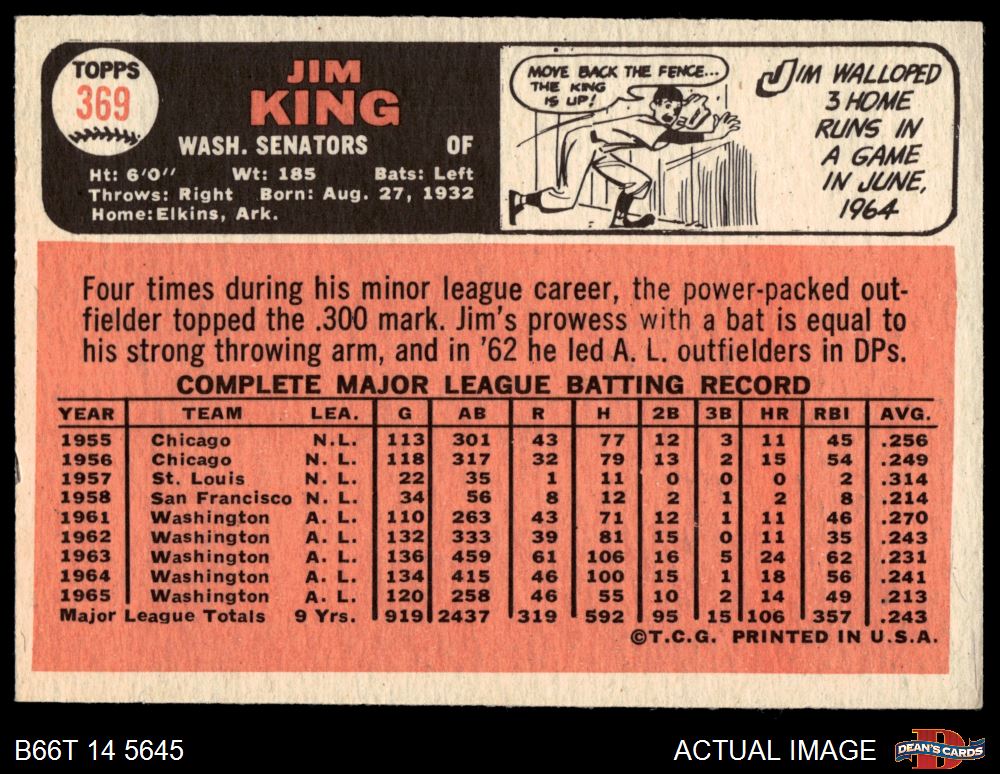 TOPPS
369
JIM
KING
WASH. SENATORS OF
Ht: 6'0" Wt: 185 Bats: Left
Throws: Right Born: Aug. 27, 1932
Home: Elkins, Ark.
MOVE BACK THE FENCE...
THE KING
IS UP!
JIM WALLOPED
3 HOME
RUNS IN
A GAME
IN JUNE,
1964
Four times during his minor league career, the power-packed out-
fielder topped the .300 mark. Jim's prowess with a bat is equal to
his strong throwing arm, and in '62 he led A. L. outfielders in DPs.
COMPLETE MAJOR LEAGUE BATTING RECORD
YEAR TEAM LEA. G AB R H 2B 3B HR RBI AVG.
1955 Chicago N.L. 113 301 43 77 12 3 11 45 .256
1956 Chicago N. L. 118 317 32 79 13 2 15 54 .249
1957 St. Louis N. L. 22 35 1 11 0 0 0 2 .314
1958 San Francisco N. L. 34 56 8 12 2 1 2 8 .214
1961 Washington A. L. 110 263 43 71 12 1 11 46 .270
1962 Washington A. L. 132 333 39 81 15 0 11 35 .243
1963 Washington A. L. 136 459 61 106 16 5 24 62 .231
1964 Washington A. L. 134 415 46 100 15 1 18 56 .241
1965 Washington A. L. 120 258 46 55 10 2 14 49 .213
Major League Totals 9 Yrs. 919 2437 319 592 95 15 106 357 .243
©T.C.G. PRINTED IN U.S.A.
B66T 14 5645
ACTUAL IMAGE
DEAN'S CARDS